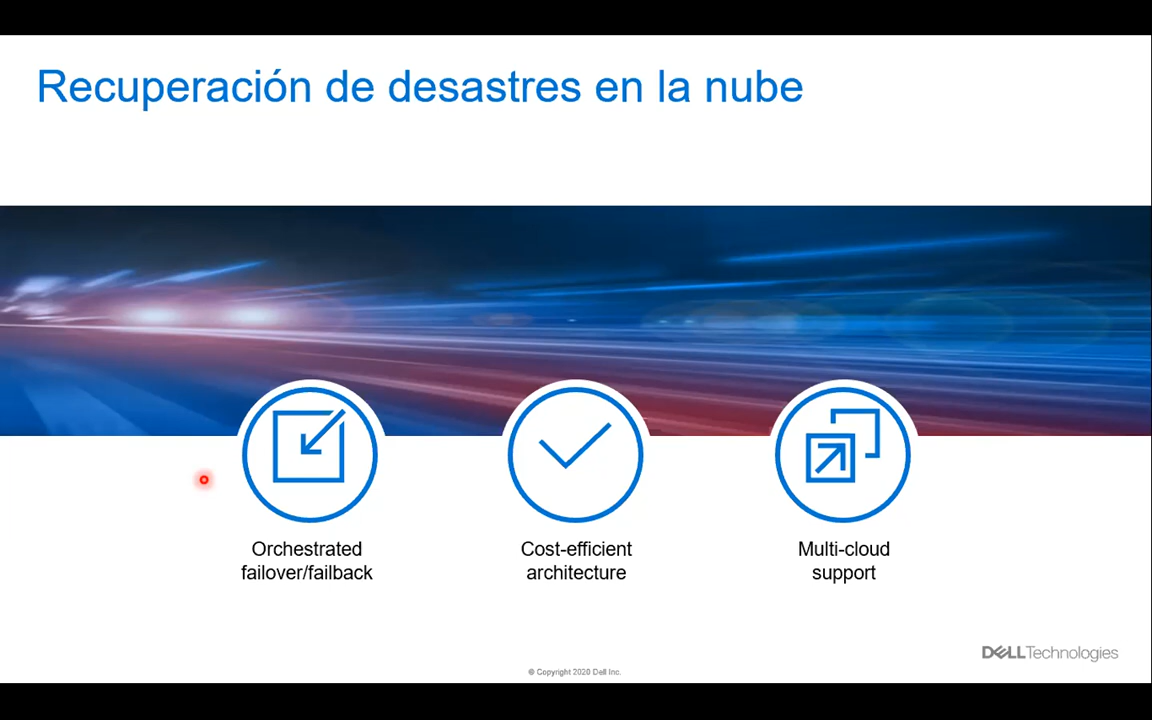 Recuperación de desastres en la nube
Orchestrated
failover/failback
Cost-efficient
architecture
Multi-cloud
support
DELLTechnologies
© Copyright 2020 Dell Inc.